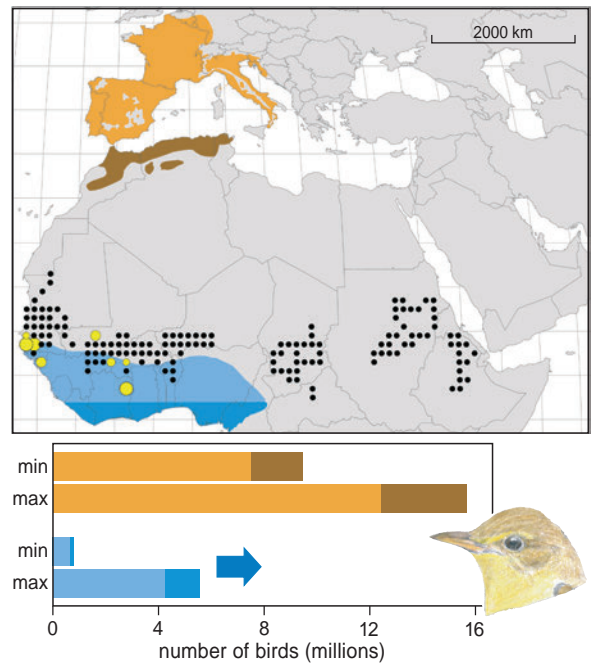 2000 km
min
max
min
max
0 4 8 12 16
number of birds (millions)